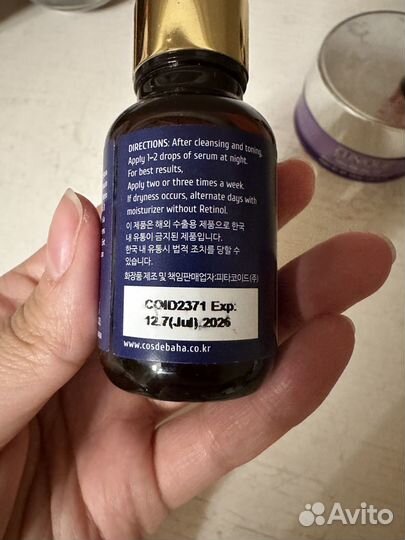 DIRECTIONS: After cleansing and toning,
Apply 1~2 drops of serum at night.
For best results,
Apply two or three times a week.
If dryness occurs, alternate days with
moisturizer without Retinol.
이 제품은 해외 수출용 제품으로 한국
내 유통이 금지된 제품입니다.
한국 내 유통시 법적 조치를 당할 수
있습니다.
화장품 제조 및 책임판매업자:피타코이드(주)
COID2371 Exp:
12.7(Jul).2026
www.cosdebaha.co.kr
Avito